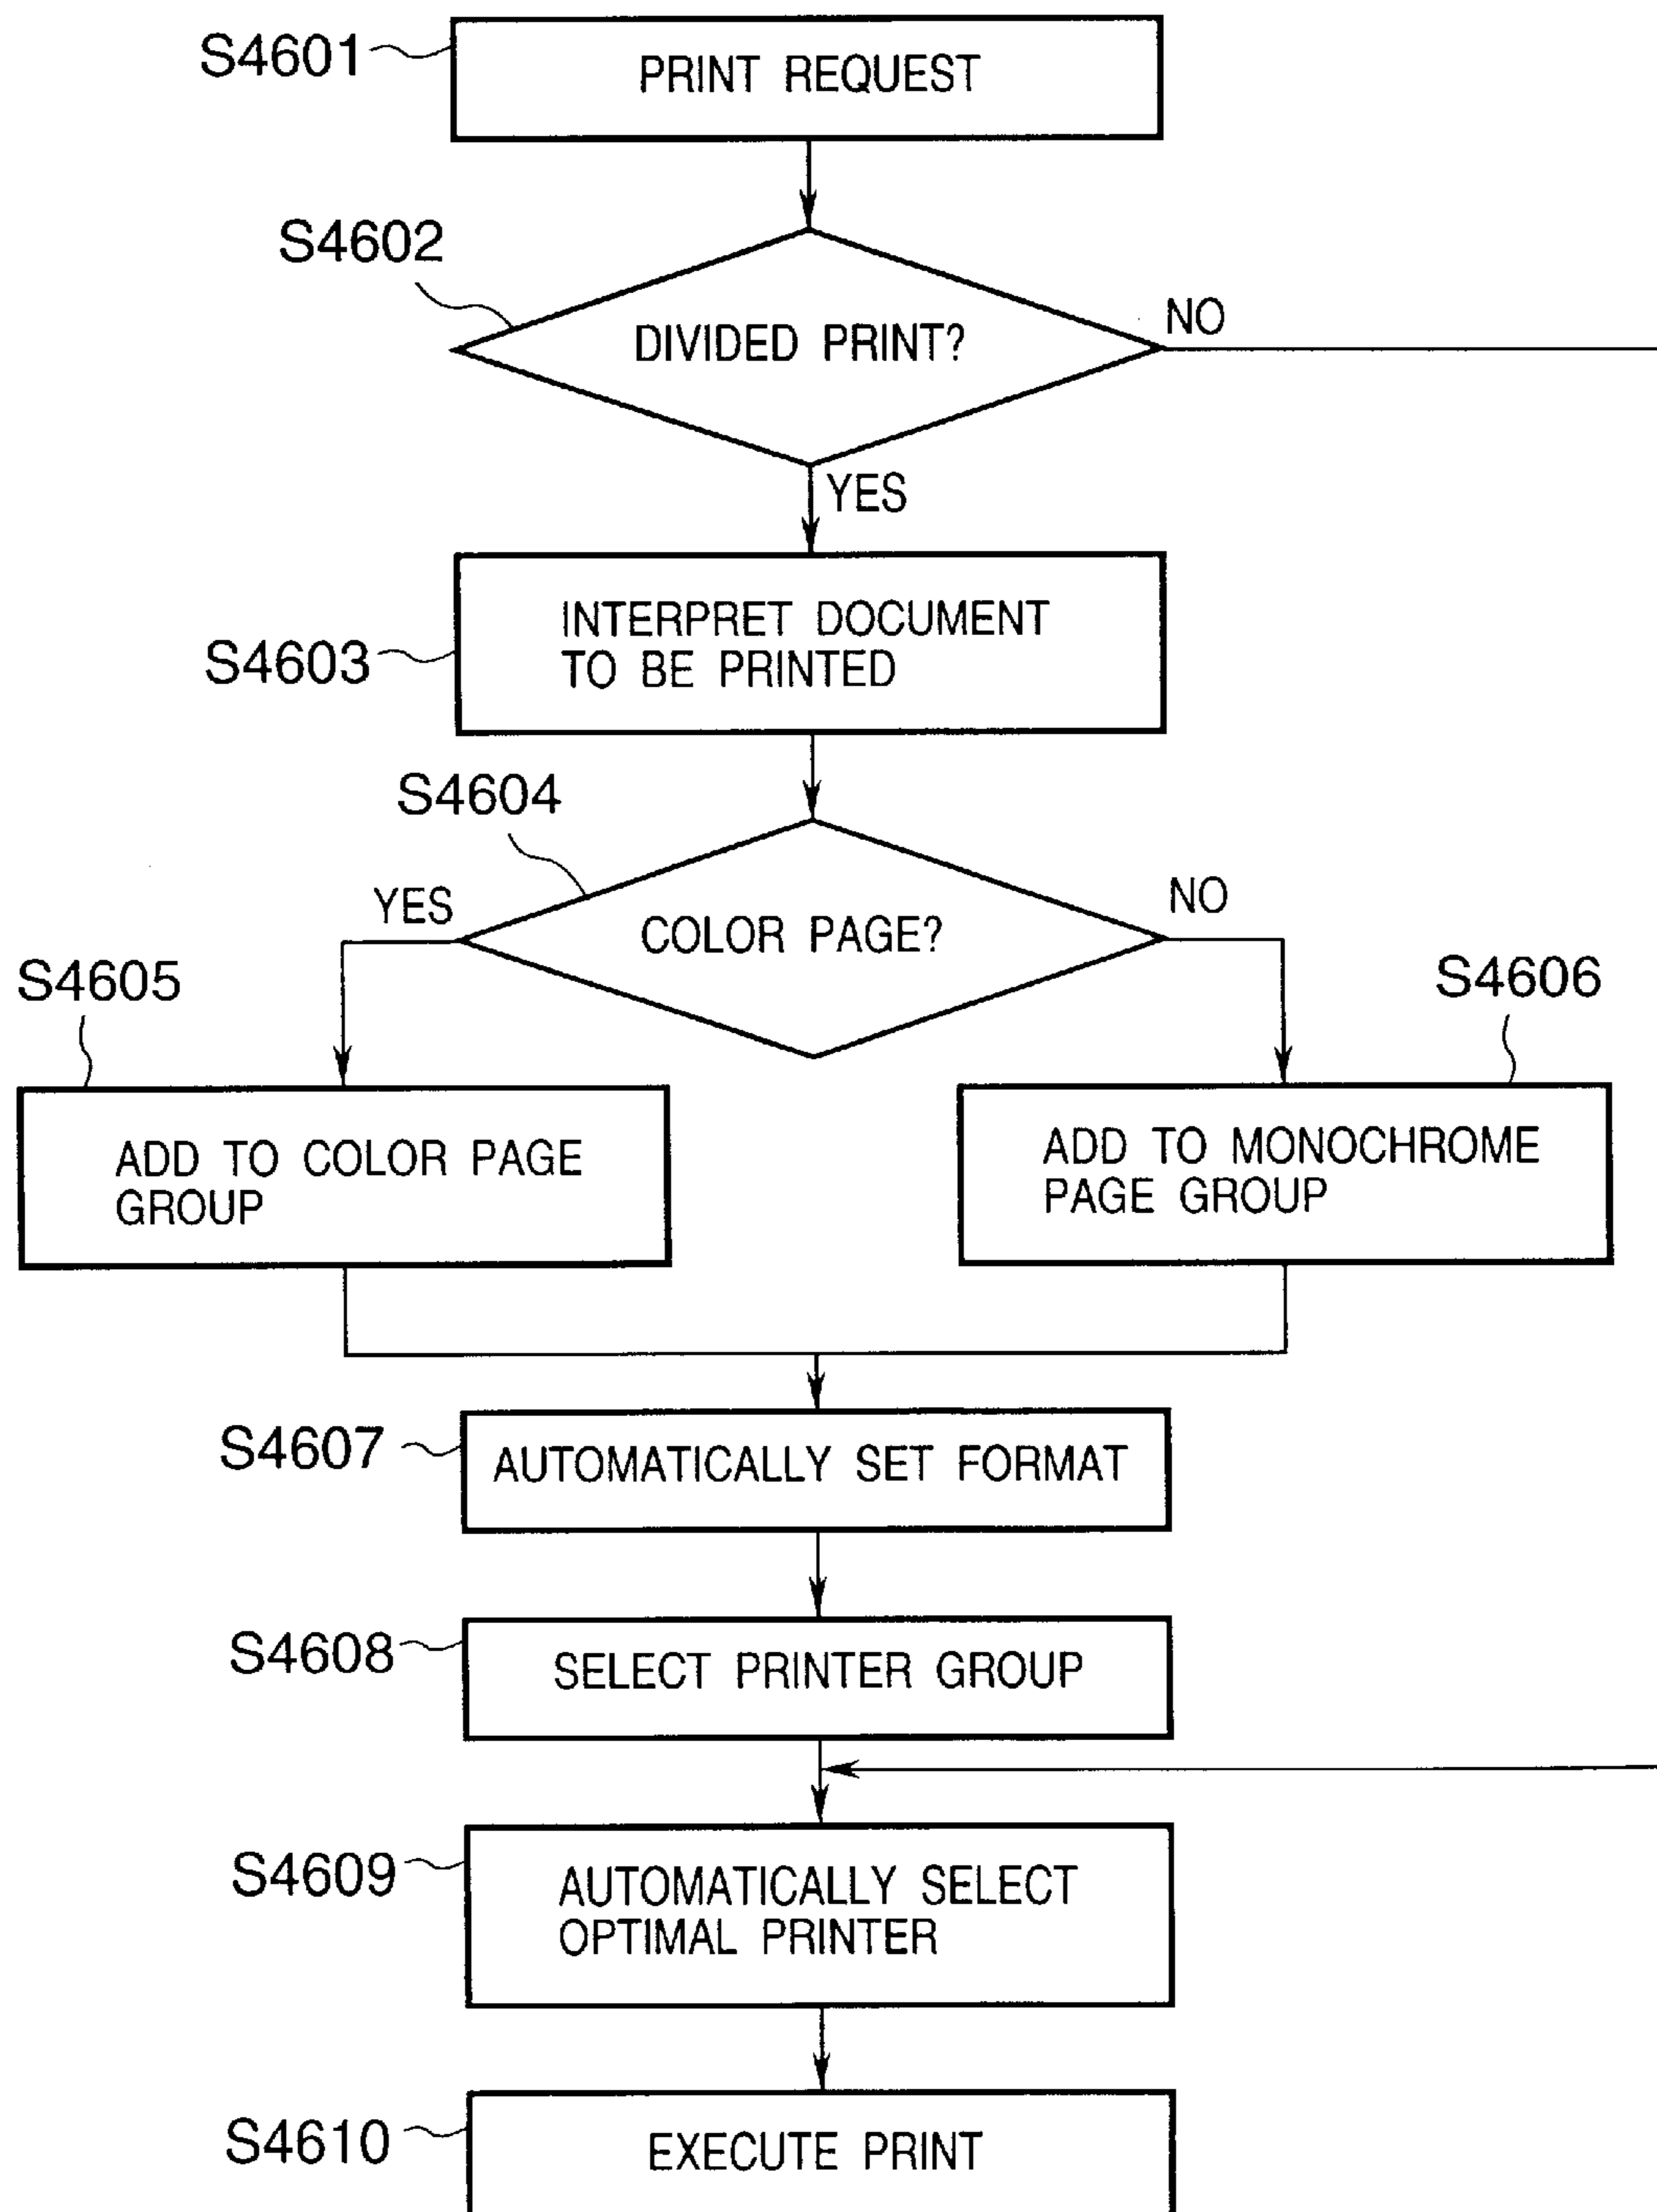 S4601
PRINT REQUEST
S4602
DIVIDED PRINT?
NO
YES
S4603
INTERPRET DOCUMENT
TO BE PRINTED
S4604
YES
COLOR PAGE?
NO
S4605
S4606
ADD TO COLOR PAGE
GROUP
ADD TO MONOCHROME
PAGE GROUP
S4607
AUTOMATICALLY SET FORMAT
S4608
SELECT PRINTER GROUP
S4609
AUTOMATICALLY SELECT
OPTIMAL PRINTER
S4610
EXECUTE PRINT